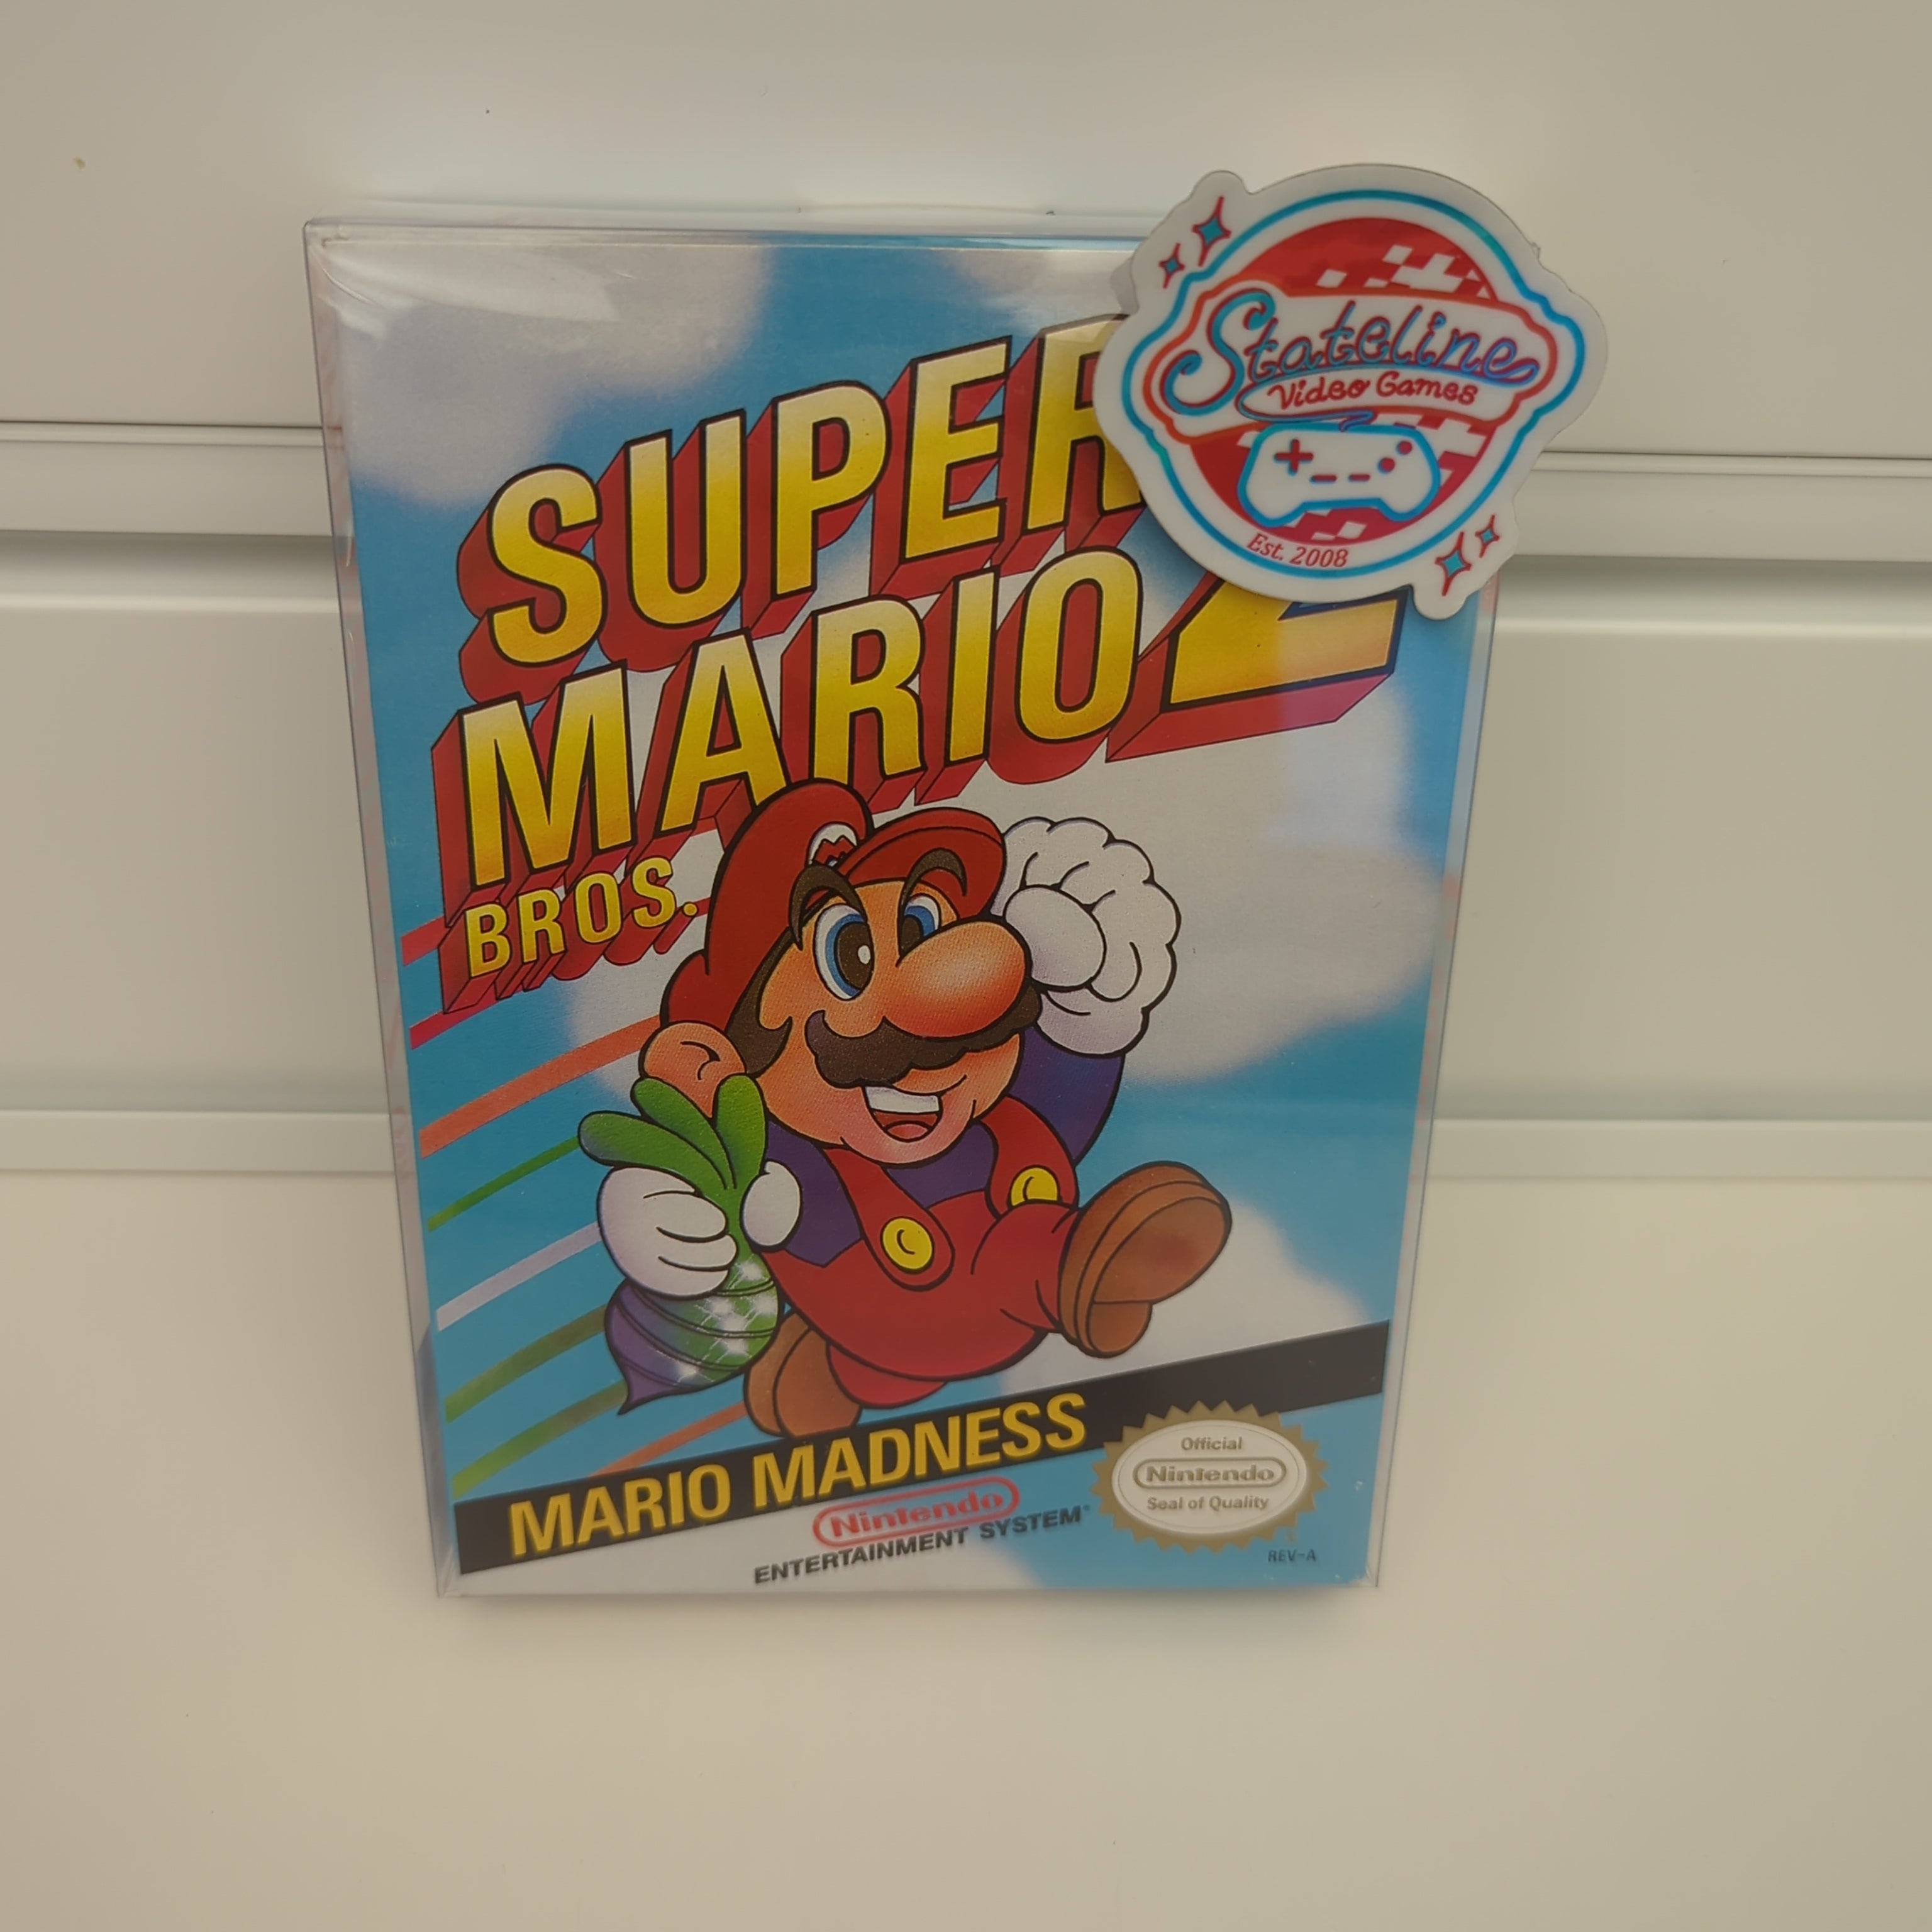 SUPER
MARIO 2
BROS.
Stateline
Video Games
Est. 2008
M
MARIO MADNESS
Nintendo
ENTERTAINMENT SYSTEM®
Official
Nintendo
Seal of Quality
REV-A